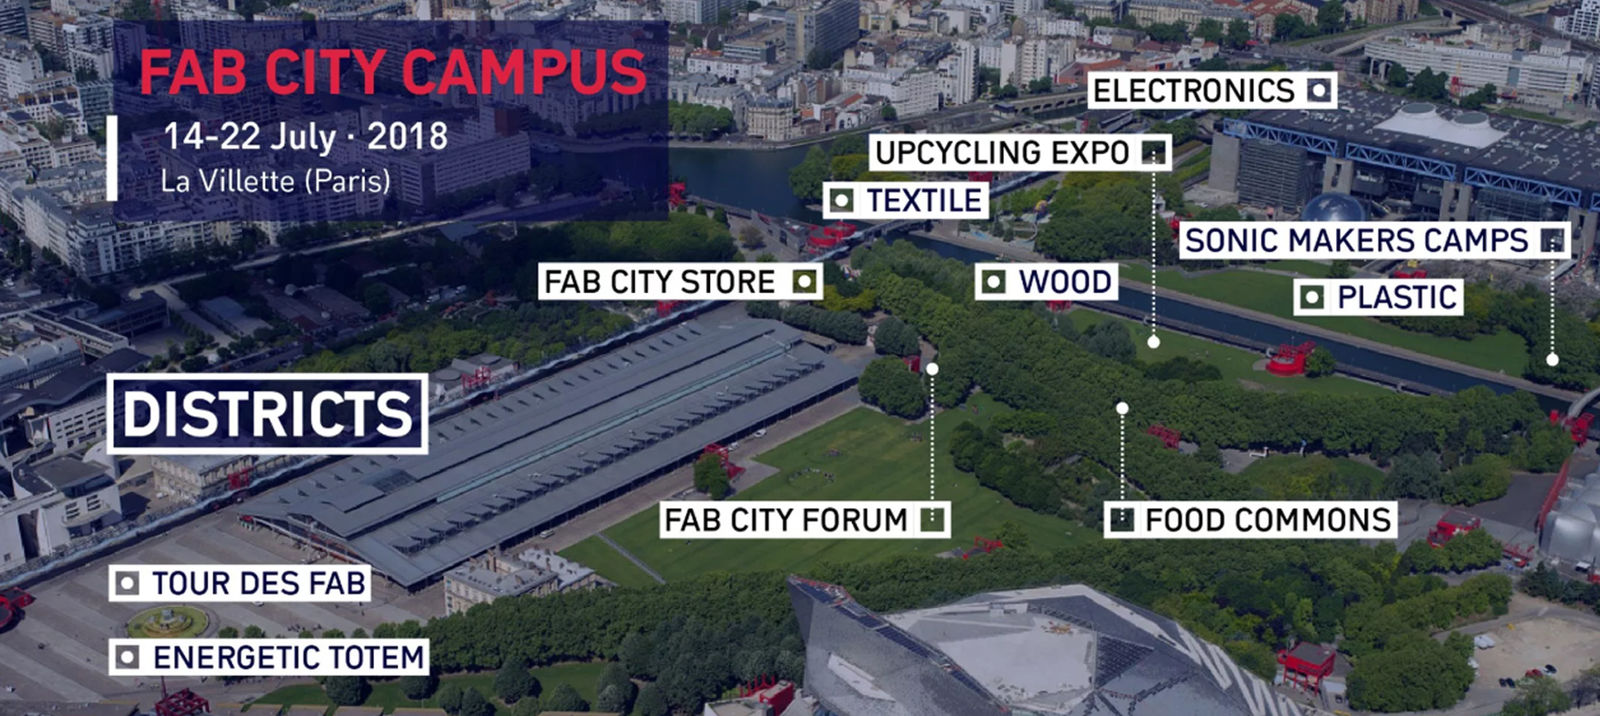 FAB CITY CAMPUS
14-22 July · 2018
La Villette (Paris)
ELECTRONICS
UPCYCLING EXPO
TEXTILE
SONIC MAKERS CAMPS
FAB CITY STORE
WOOD
PLASTIC
DISTRICTS
FAB CITY FORUM
FOOD COMMONS
TOUR DES FAB
ENERGETIC TOTEM